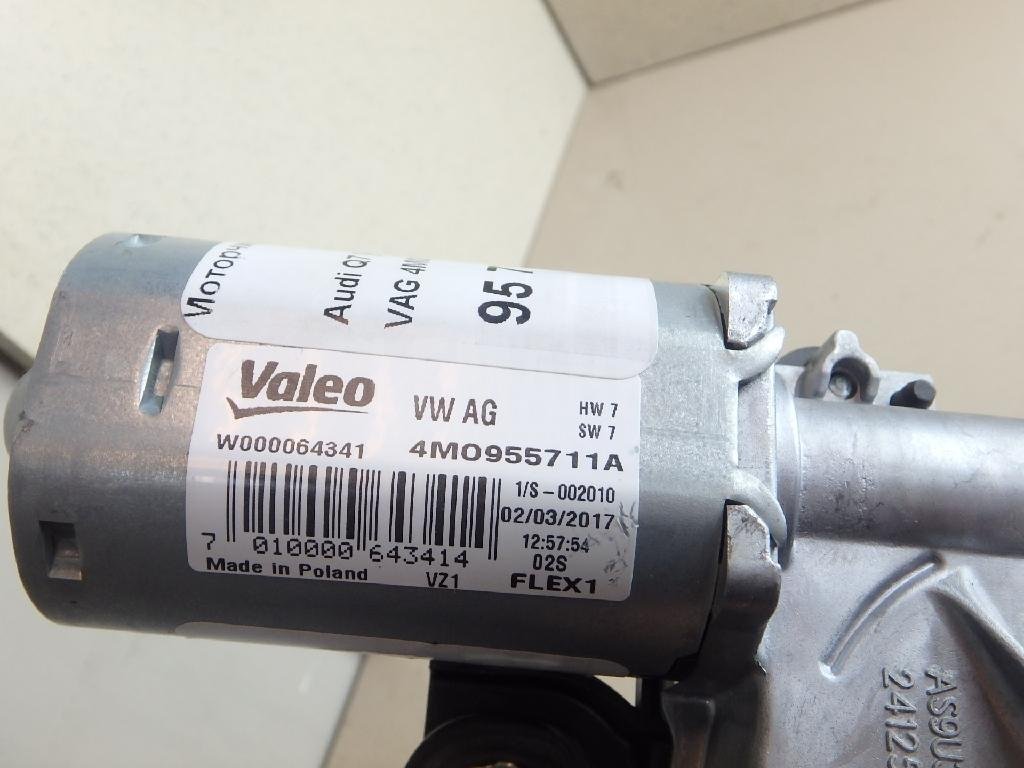 Audi Q7
VAG
95
Valeo
VW AG
HW 7
SW 7
W000064341
4M0955711A
1/S-002010
02/03/2017
12:57:54
02S
7 010000 643414
Made in Poland
VZ1
FLEX1